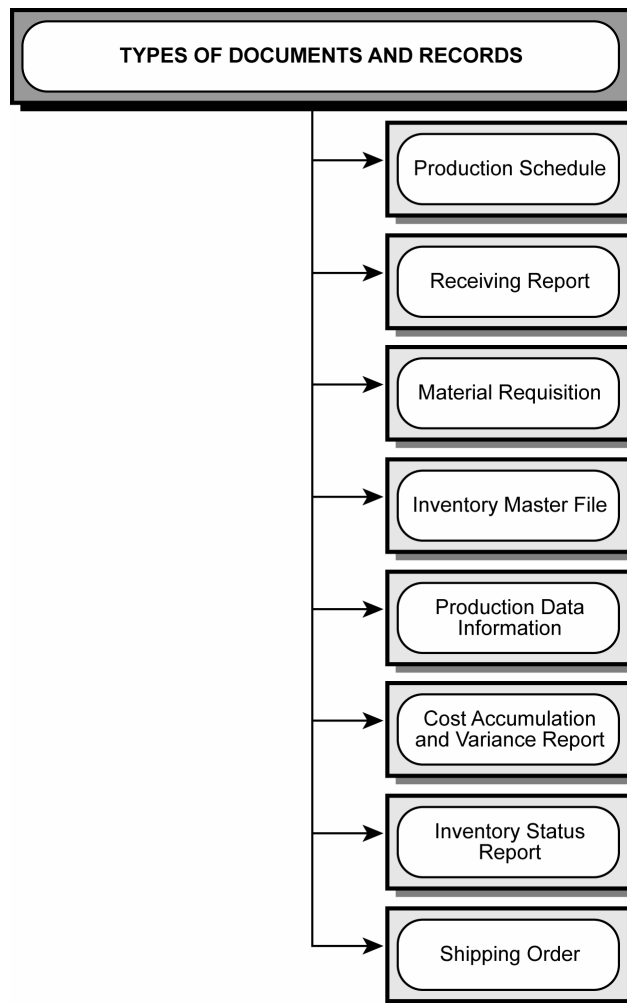 TYPES OF DOCUMENTS AND RECORDS
Production Schedule
Receiving Report
Material Requisition
Inventory Master File
Production Data
Information
Cost Accumulation
and Variance Report
Inventory Status
Report
Shipping Order